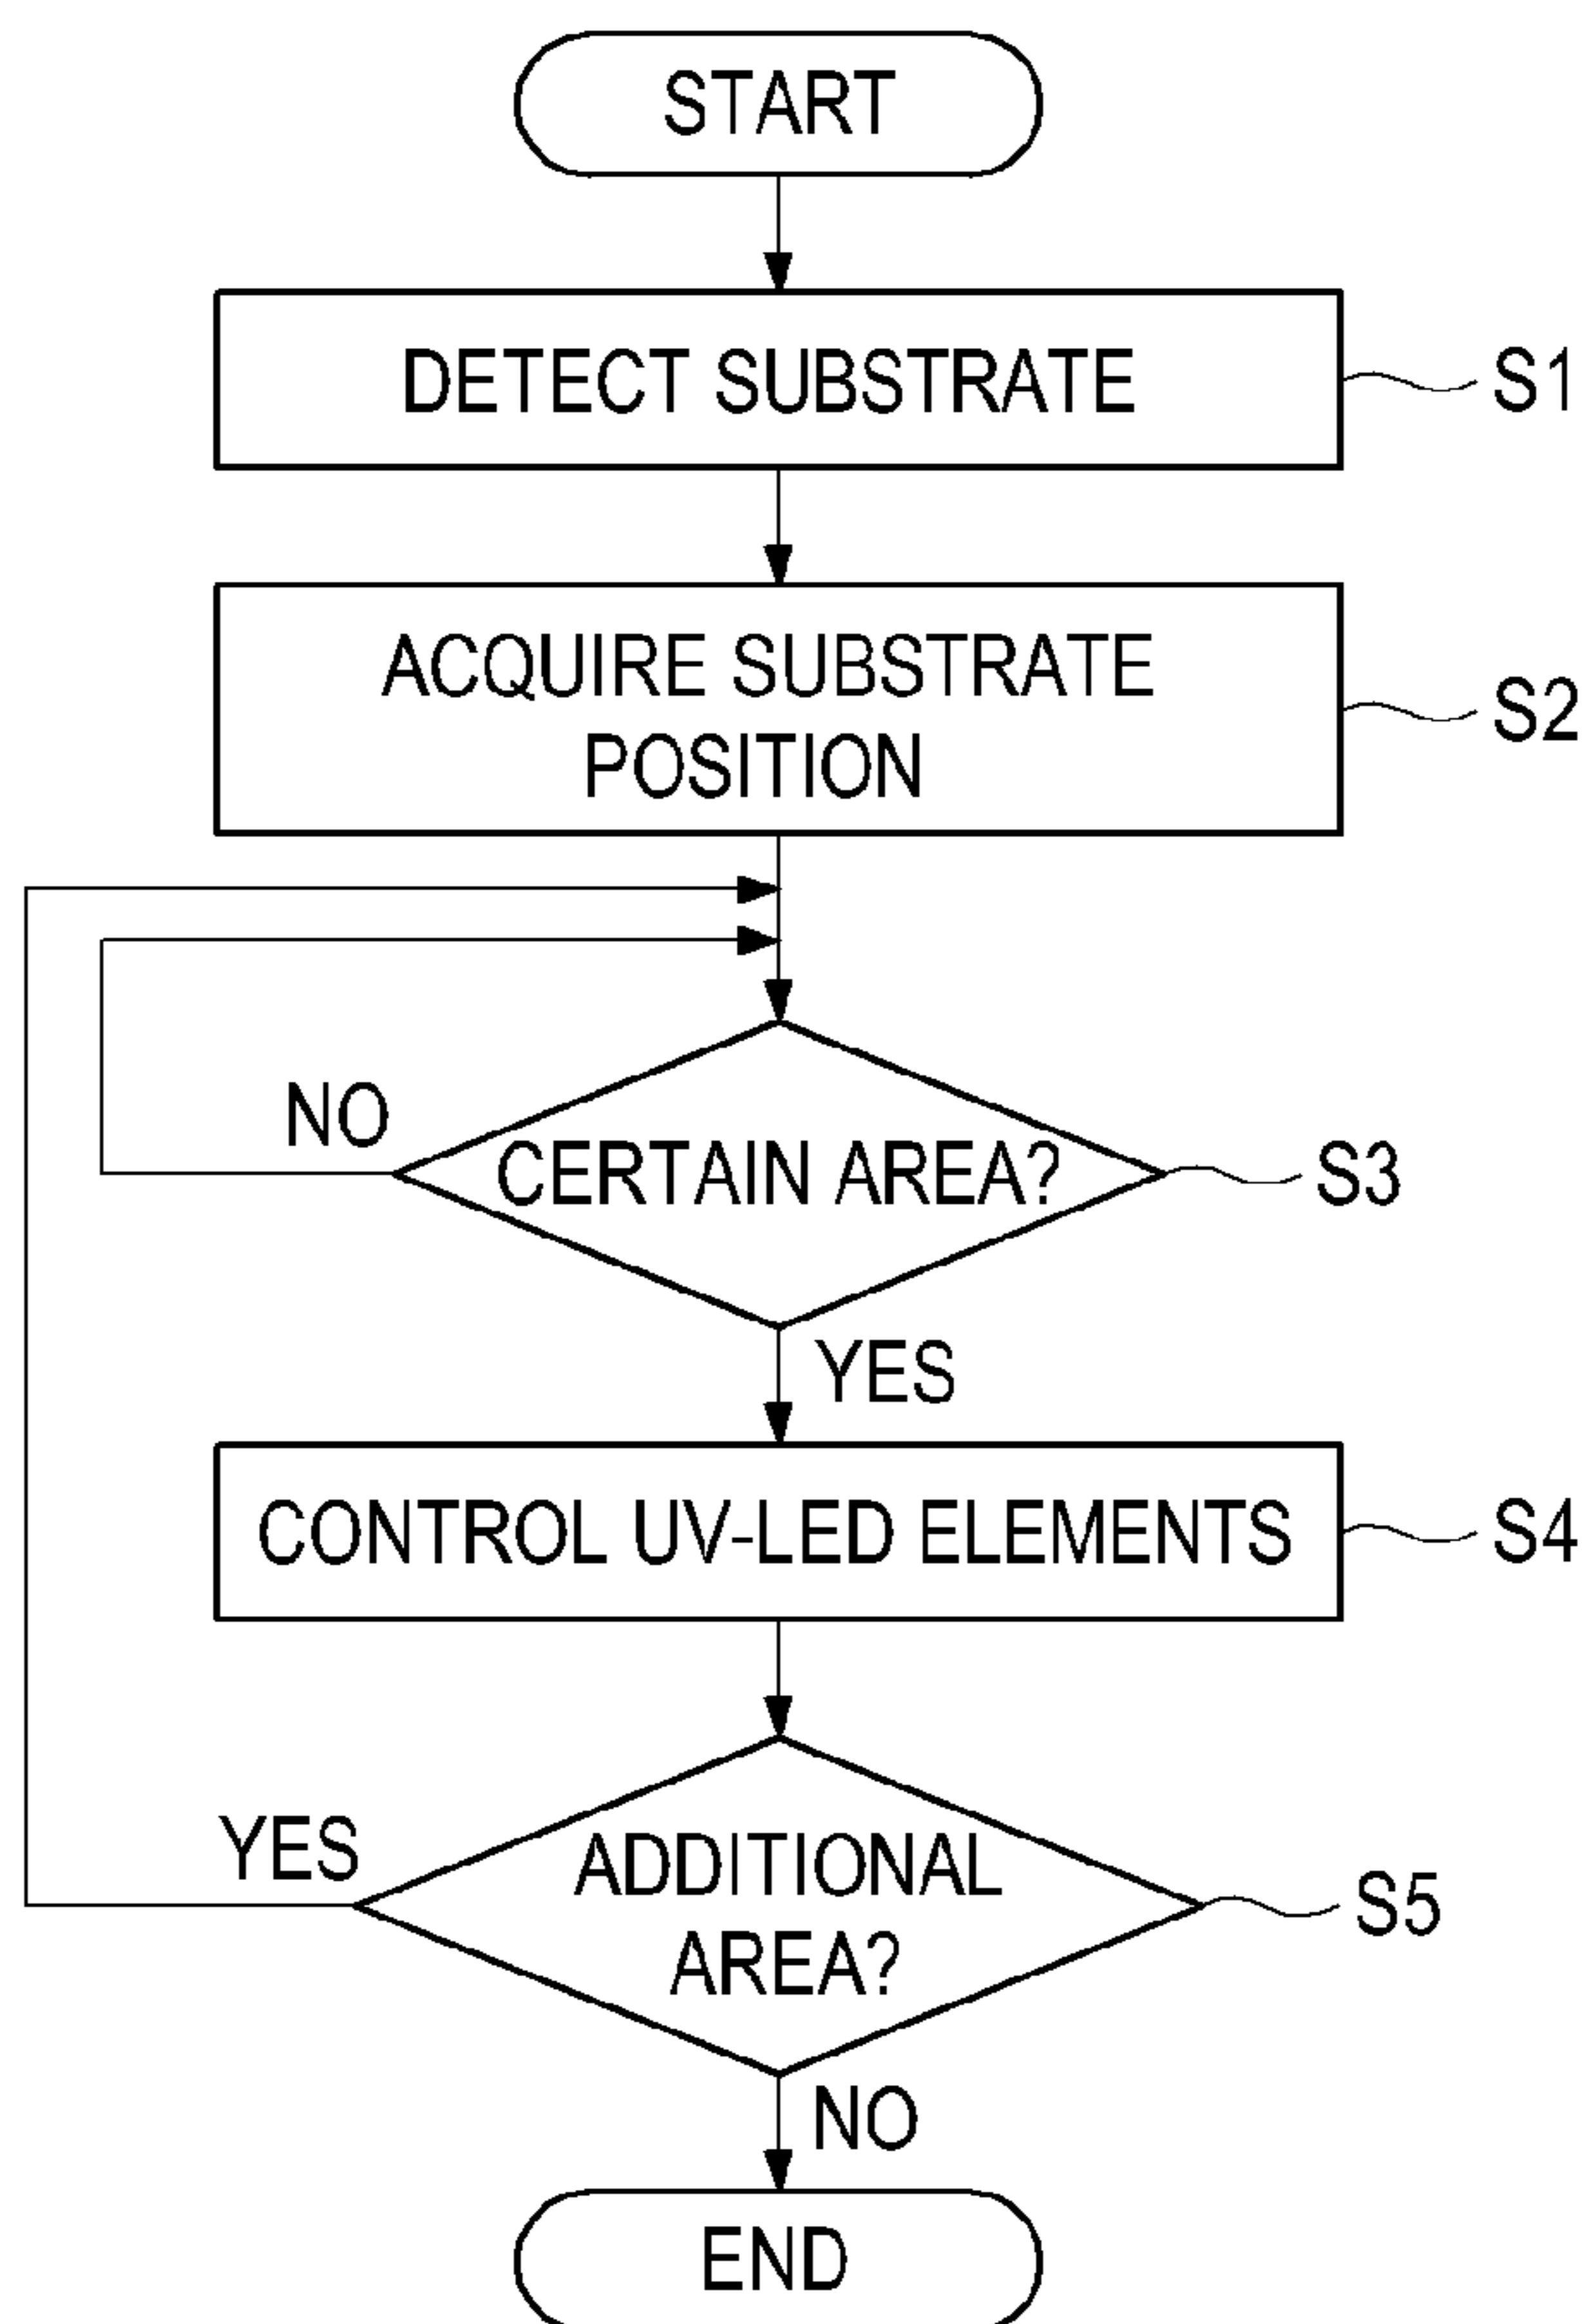 START
DETECT SUBSTRATE
S1
ACQUIRE SUBSTRATE
POSITION
S2
NO
CERTAIN AREA?
S3
YES
CONTROL UV-LED ELEMENTS
S4
YES
ADDITIONAL
AREA?
S5
NO
END